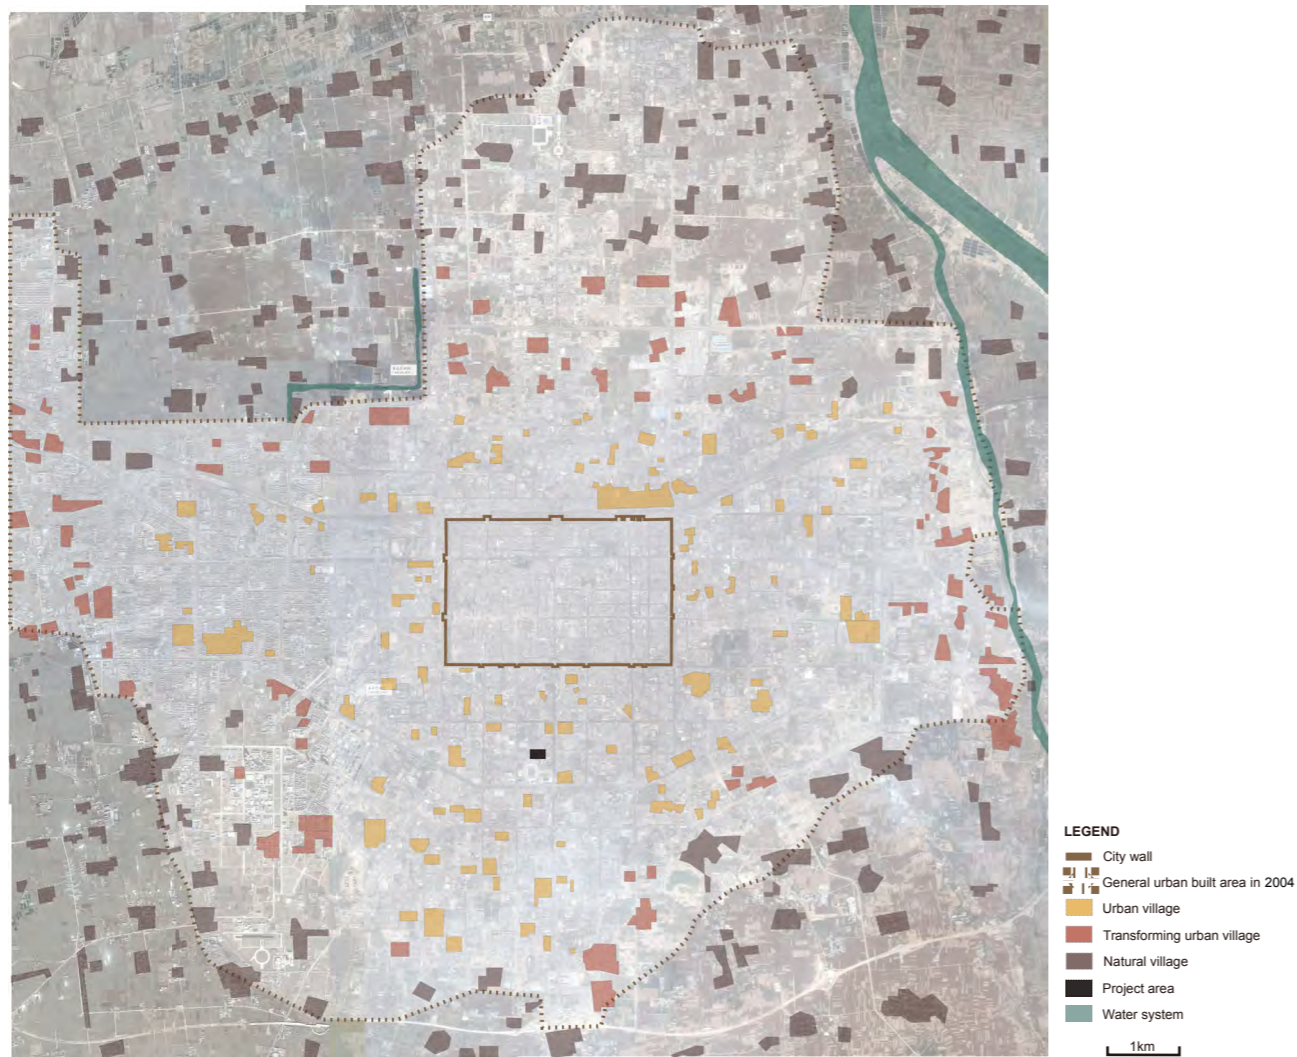 LEGEND
City wall
General urban built area in 2004
Urban village
Transforming urban village
Natural village
Project area
Water system
1km